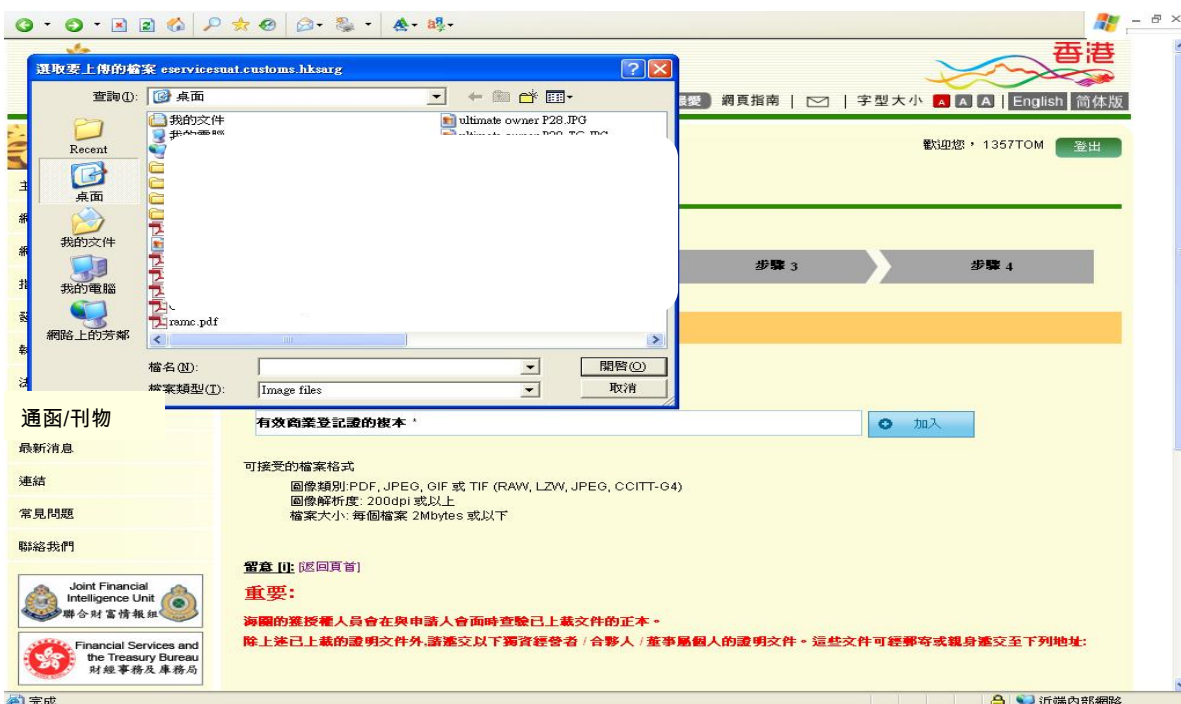 選取要上傳的檔案 eservicesuat.customs.hksarg
香港
查詢(I):
桌面
網頁指南 | | 字型大小 A A A | English 简体版
我的文件
ultimate owner P28.JPG
我的電腦
Recent
歡迎您, 1357TOM
登出
桌面
我的文件
步驟 3
步驟 4
我的電腦
網路上的芳鄰
ramc.pdf
檔名(N):
開啓(O)
檔案類型(T):
Image files
取消
通函/刊物
有效商業登記證的複本 *
加入
最新消息
可接受的檔案格式
連結
圖像類別:PDF, JPEG, GIF 或 TIF (RAW, LZW, JPEG, CCITT-G4)
圖像解析度: 200dpi 或以上
常見問題
檔案大小: 每個檔案 2Mbytes 或以下
聯絡我們
留意 [i]: [返回頁首]
Joint Financial
Intelligence Unit
聯合財富情報組
重要:
海關的獲授權人員會在與申請人會面時查驗已上載文件的正本。
除上述已上載的證明文件外,請遞交以下獨資經營者 / 合夥人 / 董事屬個人的證明文件。這些文件可經郵寄或親身遞交至下列地址:
Financial Services and
the Treasury Bureau
財經事務及庫務局
完成
近端內部網路